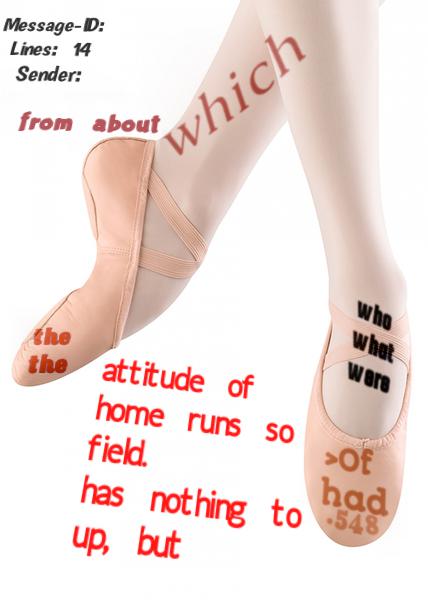 Message-ID:
Lines: 14
Sender:
from about
which
the
the
who
what
were
attitude of
home runs so
field.
has nothing to
up, but
>Of
had
.548